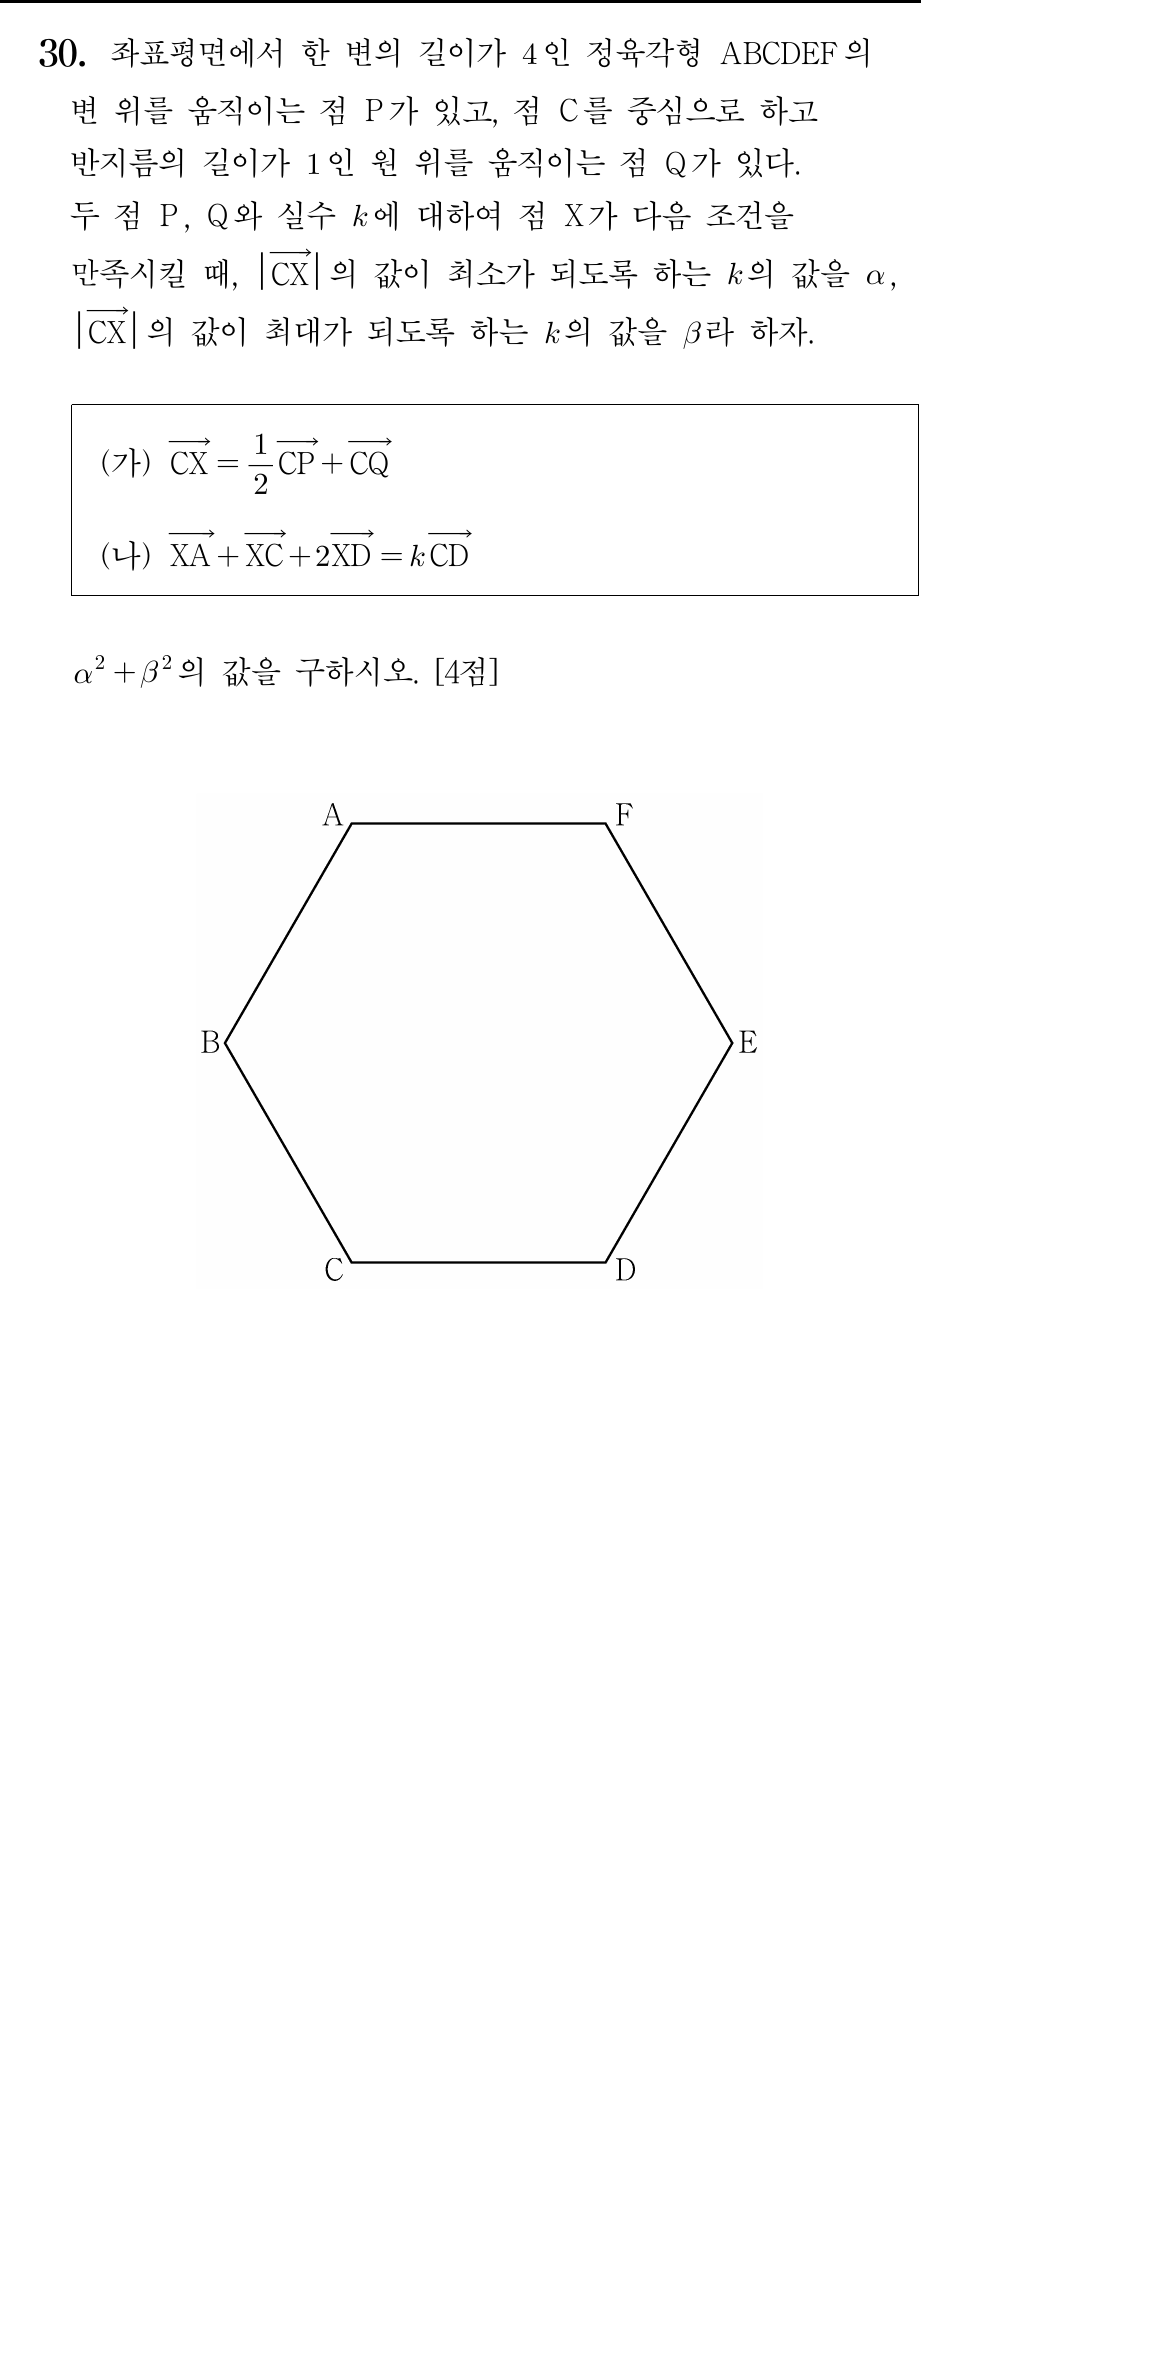 30. 좌표평면에서 한 변의 길이가 4인 정육각형 ABCDEF의
변 위를 움직이는 점 P가 있고, 점 C를 중심으로 하고
반지름의 길이가 1인 원 위를 움직이는 점 Q가 있다.
두 점 P, Q와 실수 k에 대하여 점 X가 다음 조건을
만족시킬 때, |\overrightarrow{CX}|의 값이 최소가 되도록 하는 k의 값을 α,
|\overrightarrow{CX}|의 값이 최대가 되도록 하는 k의 값을 β라 하자.
(가) \overrightarrow{CX} = \frac{1}{2}\overrightarrow{CP} + \overrightarrow{CQ}
(나) \overrightarrow{XA} + \overrightarrow{XC} + 2\overrightarrow{XD} = k\overrightarrow{CD}
α² + β²의 값을 구하시오. [4점]
A F
B E
C D